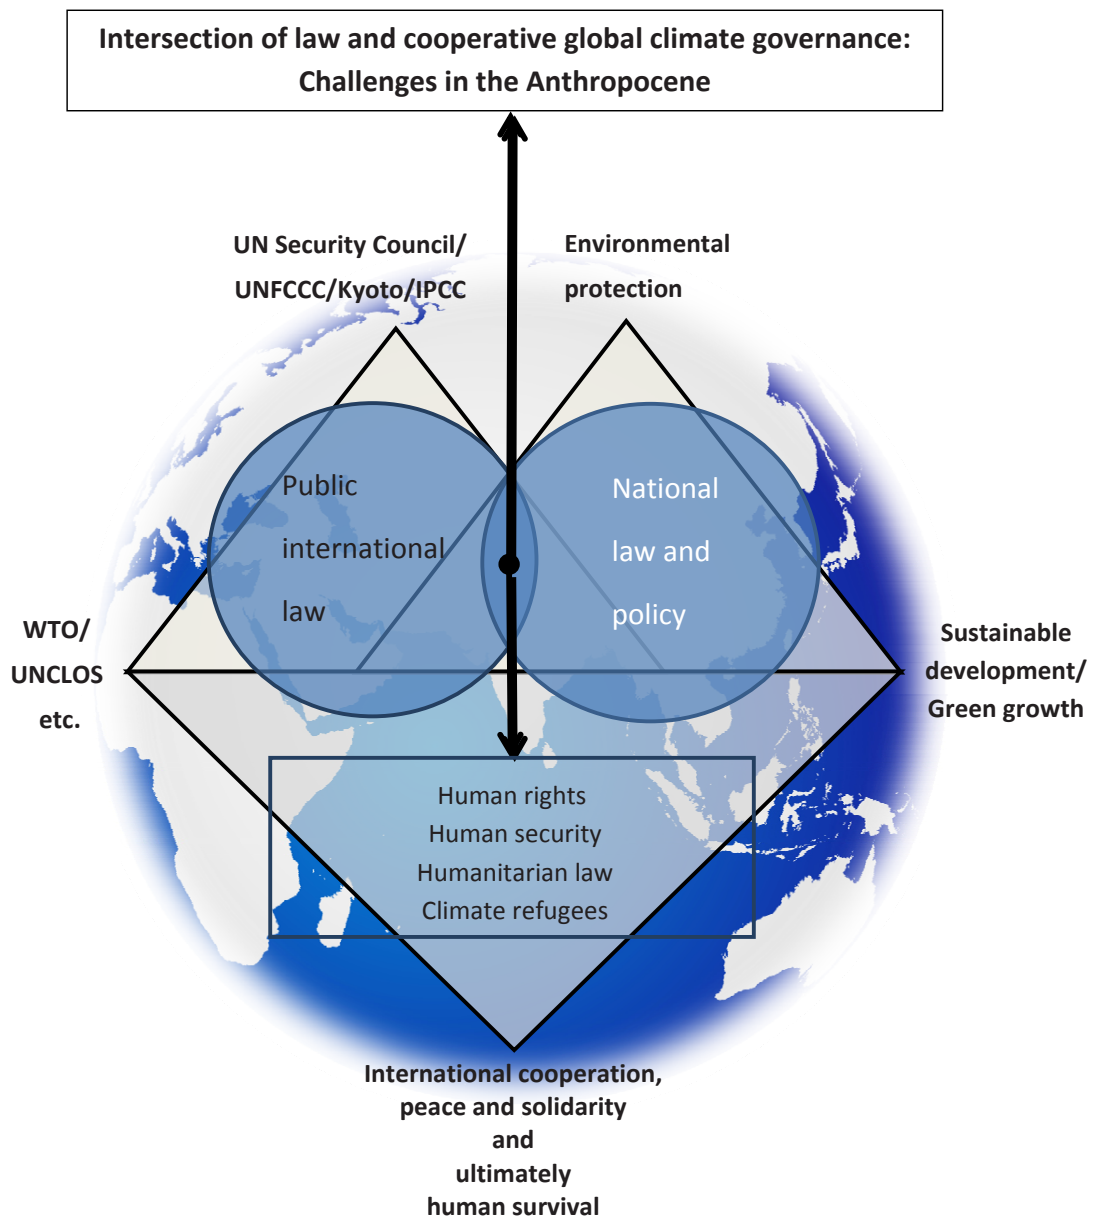 Intersection of law and cooperative global climate governance:
Challenges in the Anthropocene
UN Security Council/
UNFCCC/Kyoto/IPCC
Environmental
protection
Public
international
law
National
law and
policy
WTO/
UNCLOS
etc.
Sustainable
development/
Green growth
Human rights
Human security
Humanitarian law
Climate refugees
International cooperation,
peace and solidarity
and
ultimately
human survival